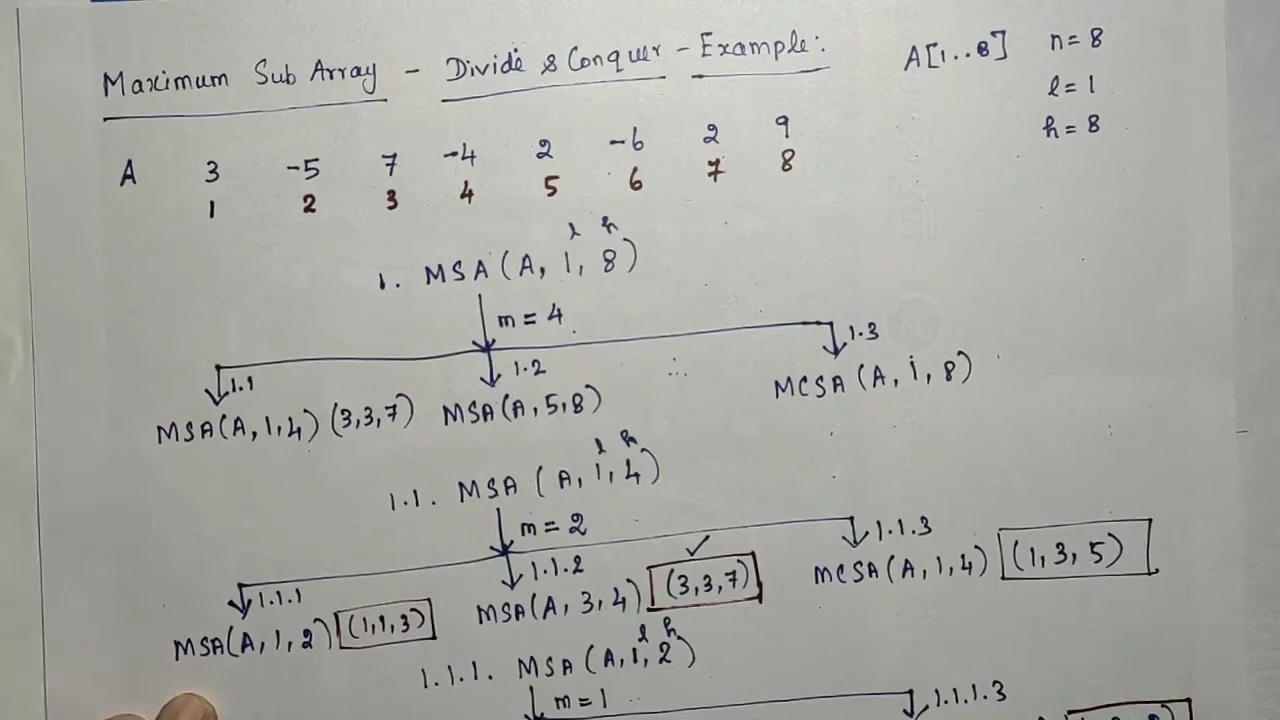 Maximum Sub Array - Divide & Conquer - Example: A[1..8] n = 8
l = 1
h = 8
A 3 -5 7 -4 2 -6 2 9
1 2 3 4 5 6 7 8
l h
1. MSA(A, 1, 8)
m = 4
1.1 1.2 1.3
MSA(A, 1, 4) (3,3,7) MSA(A, 5, 8) MCSA(A, 1, 8)
l h
1.1. MSA (A, 1, 4)
m = 2
1.1.1 1.1.2 1.1.3
MSA(A, 1, 2) (1,1,3) MSA(A, 3, 4) (3,3,7) MCSA(A, 1, 4) (1, 3, 5)
l h
1.1.1. MSA (A, 1, 2)
m = 1 1.1.1.3